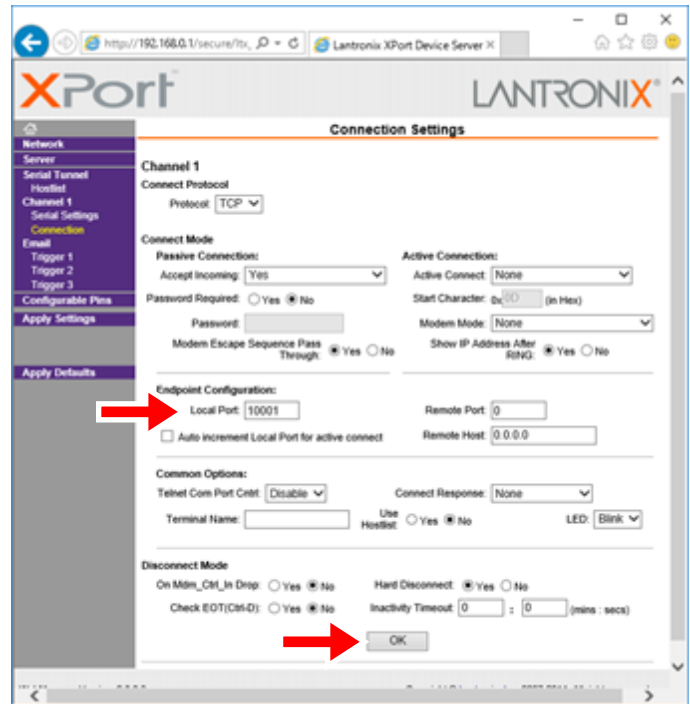 http://192.168.0.1/secure/ltx_
Lantronix XPort Device Server ×
XPort
LANTRONIX®
Network
Server
Serial Tunnel
Hostlist
Channel 1
Serial Settings
Connection
Email
Trigger 1
Trigger 2
Trigger 3
Configurable Pins
Apply Settings
Apply Defaults
Connection Settings
Channel 1
Connect Protocol
Protocol: TCP
Connect Mode
Passive Connection: Active Connection:
Accept Incoming: Yes Active Connect: None
Password Required: Yes No Start Character: 0x 0D (in Hex)
Password: Modem Mode: None
Modem Escape Sequence Pass Through: Yes No Show IP Address After RING: Yes No
Endpoint Configuration:
Local Port: 10001 Remote Port: 0
Auto increment Local Port for active connect Remote Host: 0.0.0.0
Common Options:
Telnet Com Port Cntrl: Disable Connect Response: None
Terminal Name: Use Hostlist: Yes No LED: Blink
Disconnect Mode
On Mdm_Ctrl_In Drop: Yes No Hard Disconnect: Yes No
Check EOT(Ctrl-D): Yes No Inactivity Timeout: 0 : 0 (mins : secs)
OK